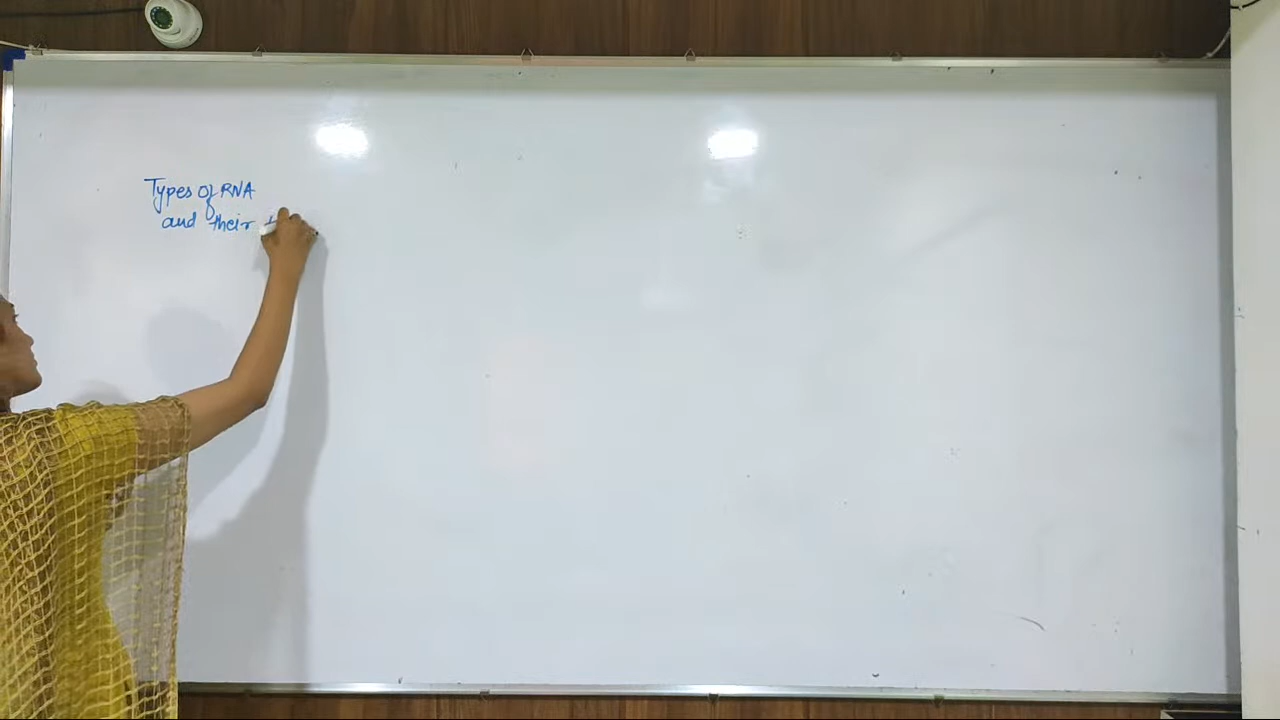 Types of RNA
and their